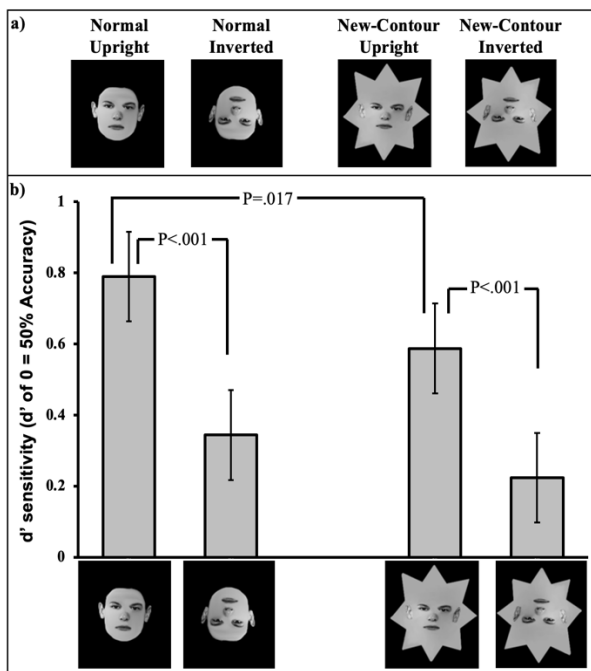 a)
Normal Upright
Normal Inverted
New-Contour Upright
New-Contour Inverted
b)
d' sensitivity (d' of 0 = 50% Accuracy)
1
0.8
0.6
0.4
0.2
0
P=.017
P<.001
P<.001